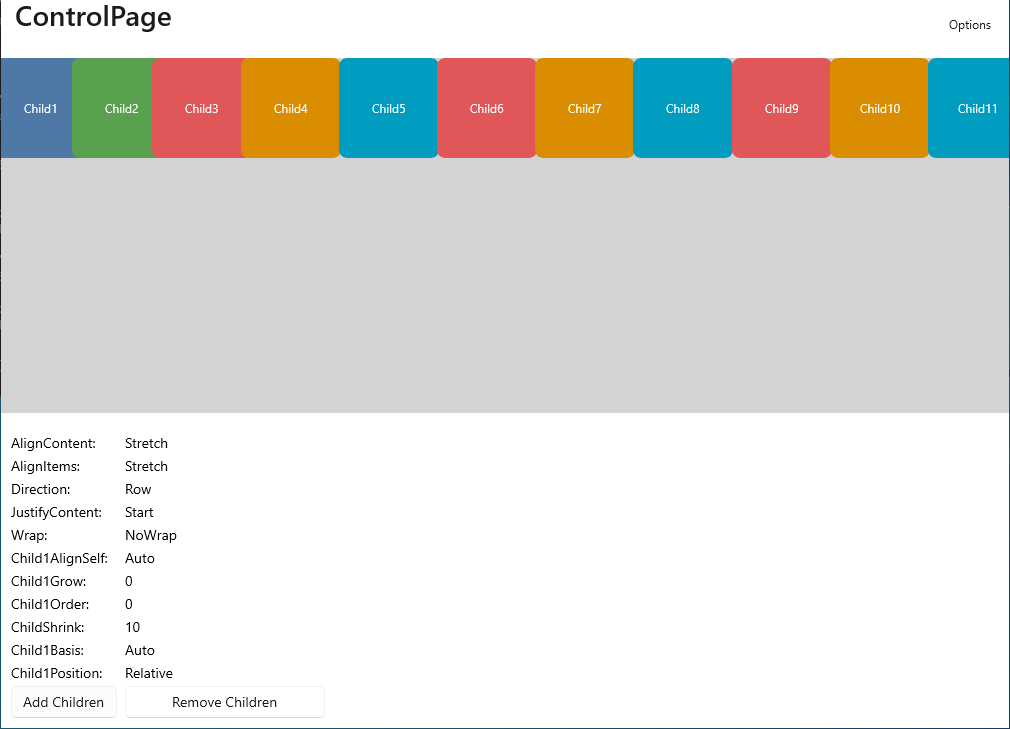 ControlPage
Options
Child1 Child2 Child3 Child4 Child5 Child6 Child7 Child8 Child9 Child10 Child11
AlignContent: Stretch
AlignItems: Stretch
Direction: Row
JustifyContent: Start
Wrap: NoWrap
Child1AlignSelf: Auto
Child1Grow: 0
Child1Order: 0
ChildShrink: 10
Child1Basis: Auto
Child1Position: Relative
Add Children Remove Children